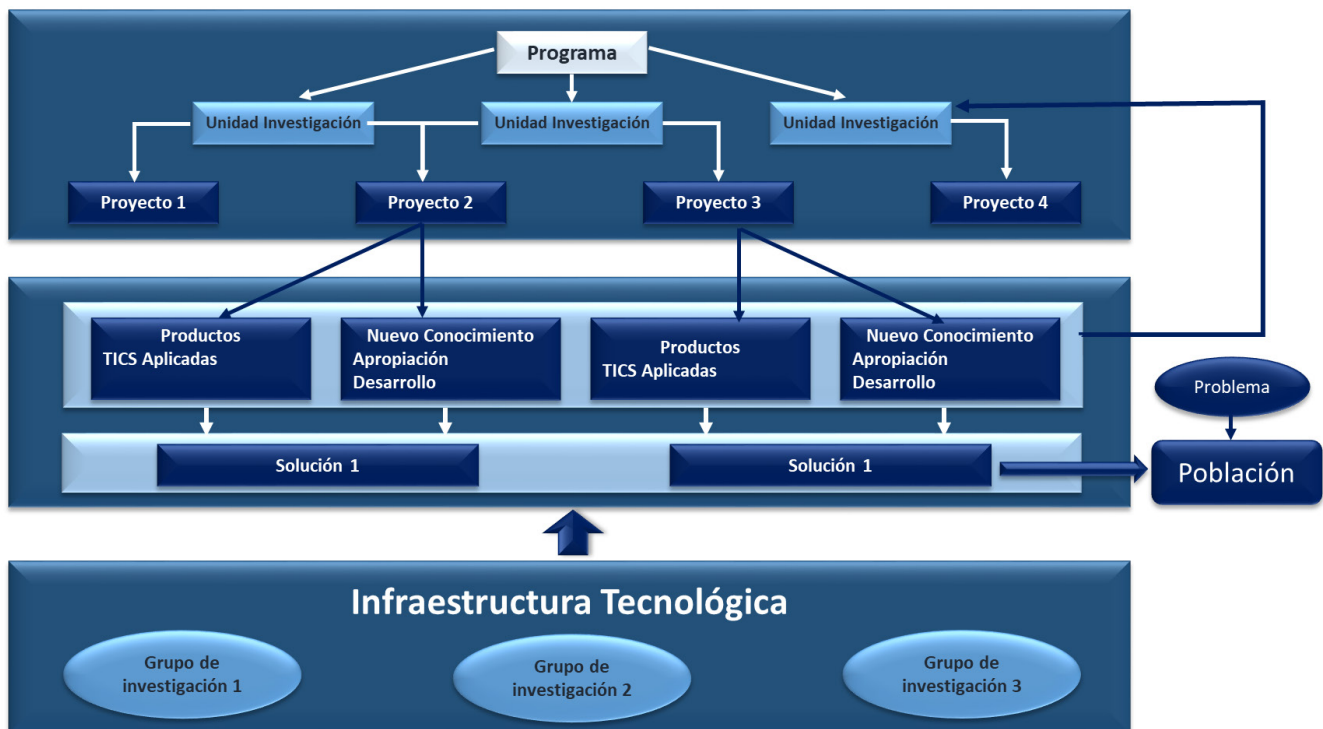 Programa
Unidad Investigación
Unidad Investigación
Unidad Investigación
Proyecto 1
Proyecto 2
Proyecto 3
Proyecto 4
Productos
TICS Aplicadas
Nuevo Conocimiento
Apropiación
Desarrollo
Productos
TICS Aplicadas
Nuevo Conocimiento
Apropiación
Desarrollo
Problema
Solución 1
Solución 1
Población
Infraestructura Tecnológica
Grupo de
investigación 1
Grupo de
investigación 2
Grupo de
investigación 3